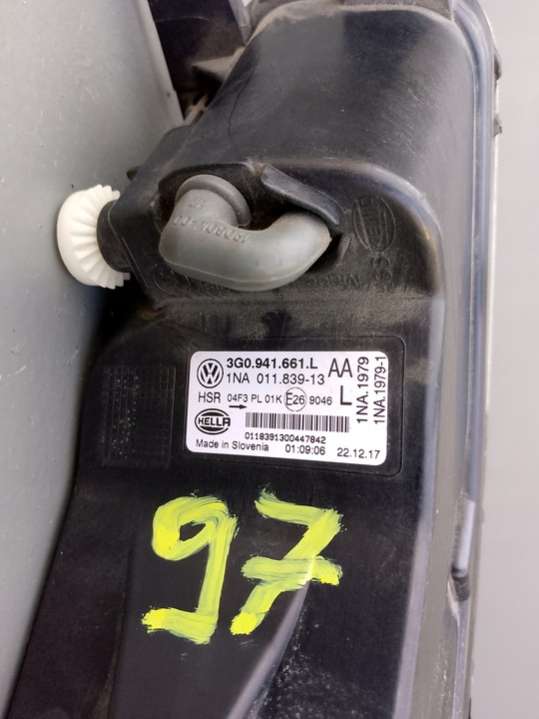 3G0.941.661.L AA
1NA 011.839-13
HSR 04F3 PL 01K E26 9046 L
HELLA
0118391300447842
Made in Slovenia 01:09:06 22.12.17
1NA.1979
1NA.1979-1
97